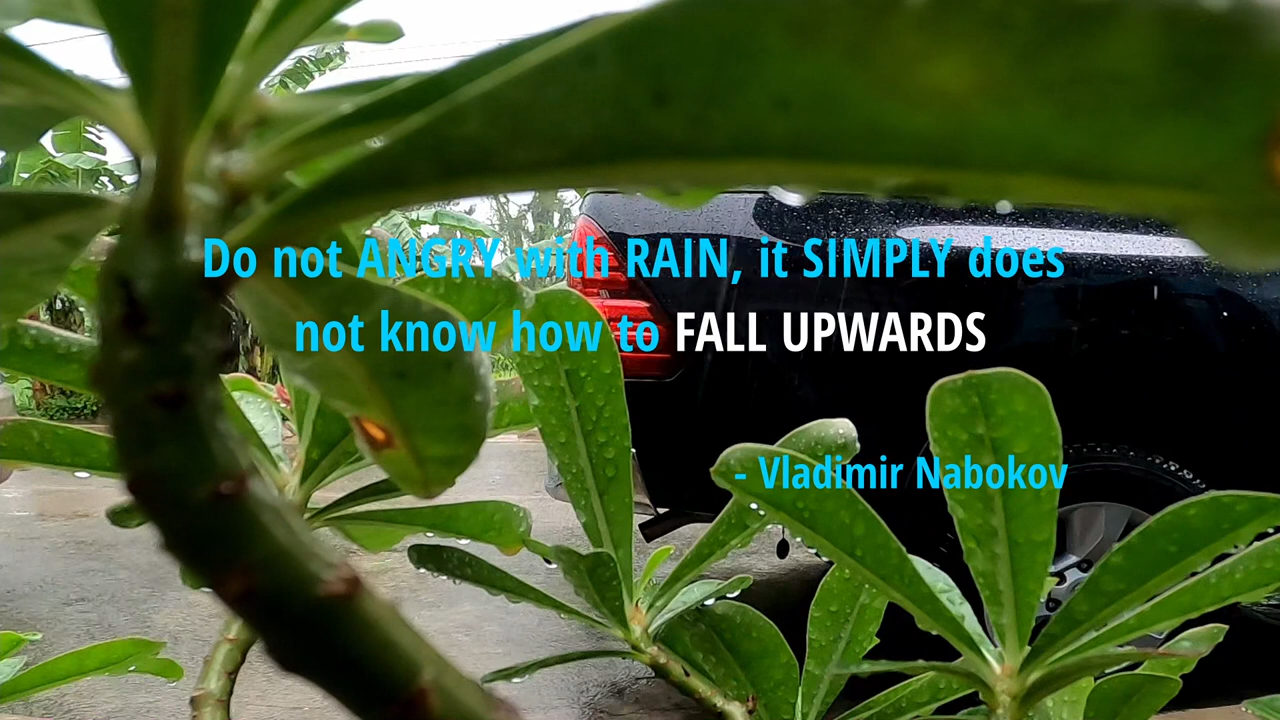 Do not ANGRY with RAIN, it SIMPLY does
not know how to FALL UPWARDS
- Vladimir Nabokov